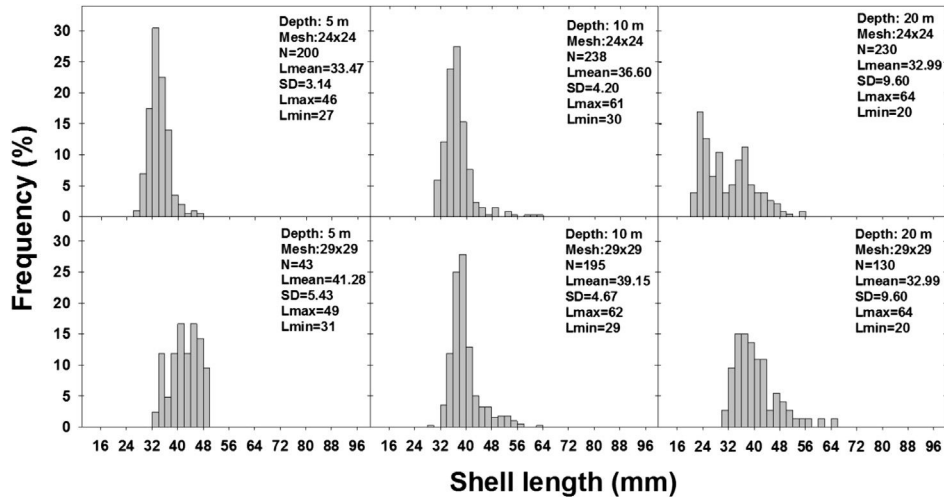 Frequency (%)
30
25
20
15
10
5
0
Depth: 5 m
Mesh:24x24
N=200
Lmean=33.47
SD=3.14
Lmax=46
Lmin=27
Depth: 10 m
Mesh:24x24
N=238
Lmean=36.60
SD=4.20
Lmax=61
Lmin=30
Depth: 20 m
Mesh:24x24
N=230
Lmean=32.99
SD=9.60
Lmax=64
Lmin=20
30
25
20
15
10
5
0
Depth: 5 m
Mesh:29x29
N=43
Lmean=41.28
SD=5.43
Lmax=49
Lmin=31
Depth: 10 m
Mesh:29x29
N=195
Lmean=39.15
SD=4.67
Lmax=62
Lmin=29
Depth: 20 m
Mesh:29x29
N=130
Lmean=32.99
SD=9.60
Lmax=64
Lmin=20
16 24 32 40 48 56 64 72 80 88 96
16 24 32 40 48 56 64 72 80 88 96
16 24 32 40 48 56 64 72 80 88 96
Shell length (mm)